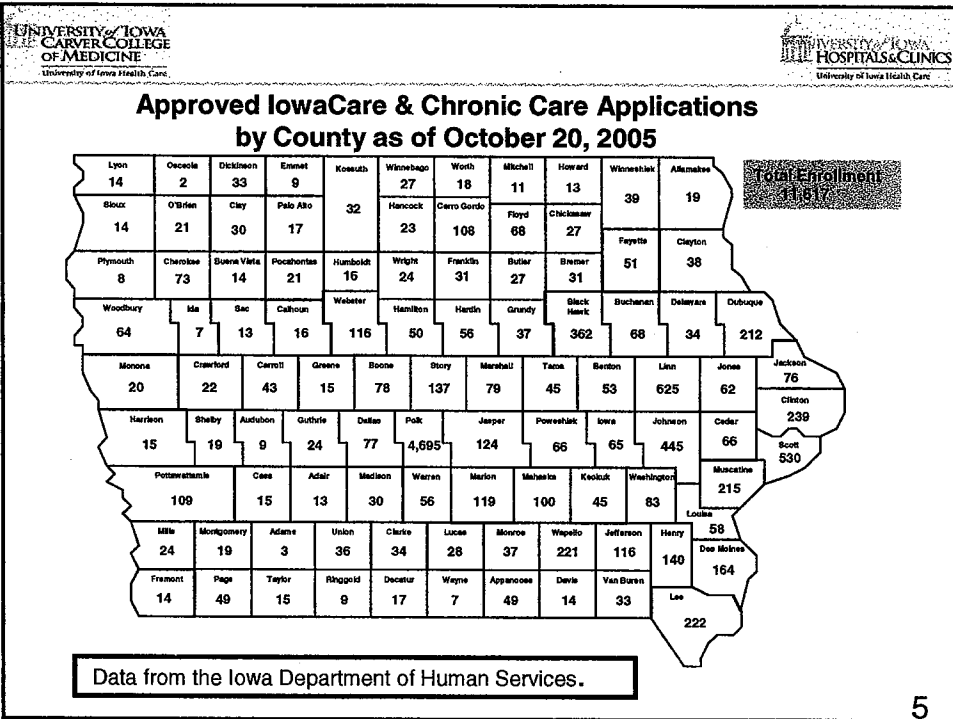 UNIVERSITY of IOWA
CARVER COLLEGE
OF MEDICINE
University of Iowa Health Care
UNIVERSITY of IOWA
HOSPITALS & CLINICS
University of Iowa Health Care
Approved IowaCare & Chronic Care Applications
by County as of October 20, 2005
Total Enrollment
11,617
Lyon Osceola Dickinson Emmet Kossuth Winnebago Worth Mitchell Howard Winneshiek Allamakee
14 2 33 9 32 27 18 11 13 39 19
Sioux O'Brien Clay Palo Alto Hancock Cerro Gordo Floyd Chickasaw
14 21 30 17 23 108 68 27
Fayette Clayton
51 38
Plymouth Cherokee Buena Vista Pocahontas Humboldt Wright Franklin Butler Bremer
8 73 14 21 16 24 31 27 31
Woodbury Ida Sac Calhoun Webster Hamilton Hardin Grundy Black Hawk Buchanan Delaware Dubuque
64 7 13 16 116 50 56 37 362 68 34 212
Monona Crawford Carroll Greene Boone Story Marshall Tama Benton Linn Jones Jackson
20 22 43 15 78 137 79 45 53 625 62 76
Clinton
239
Harrison Shelby Audubon Guthrie Dallas Polk Jasper Poweshiek Iowa Johnson Cedar Scott
15 19 9 24 77 4,695 124 66 65 445 66 530
Pottawattamie Cass Adair Madison Warren Marion Mahaska Keokuk Washington Muscatine
109 15 13 30 56 119 100 45 83 215
Louisa
58
Mills Montgomery Adams Union Clarke Lucas Monroe Wapello Jefferson Henry Des Moines
24 19 3 36 34 28 37 221 116 140 164
Fremont Page Taylor Ringgold Decatur Wayne Appanoose Davis Van Buren Lee
14 49 15 9 17 7 49 14 33 222
Data from the Iowa Department of Human Services.
5